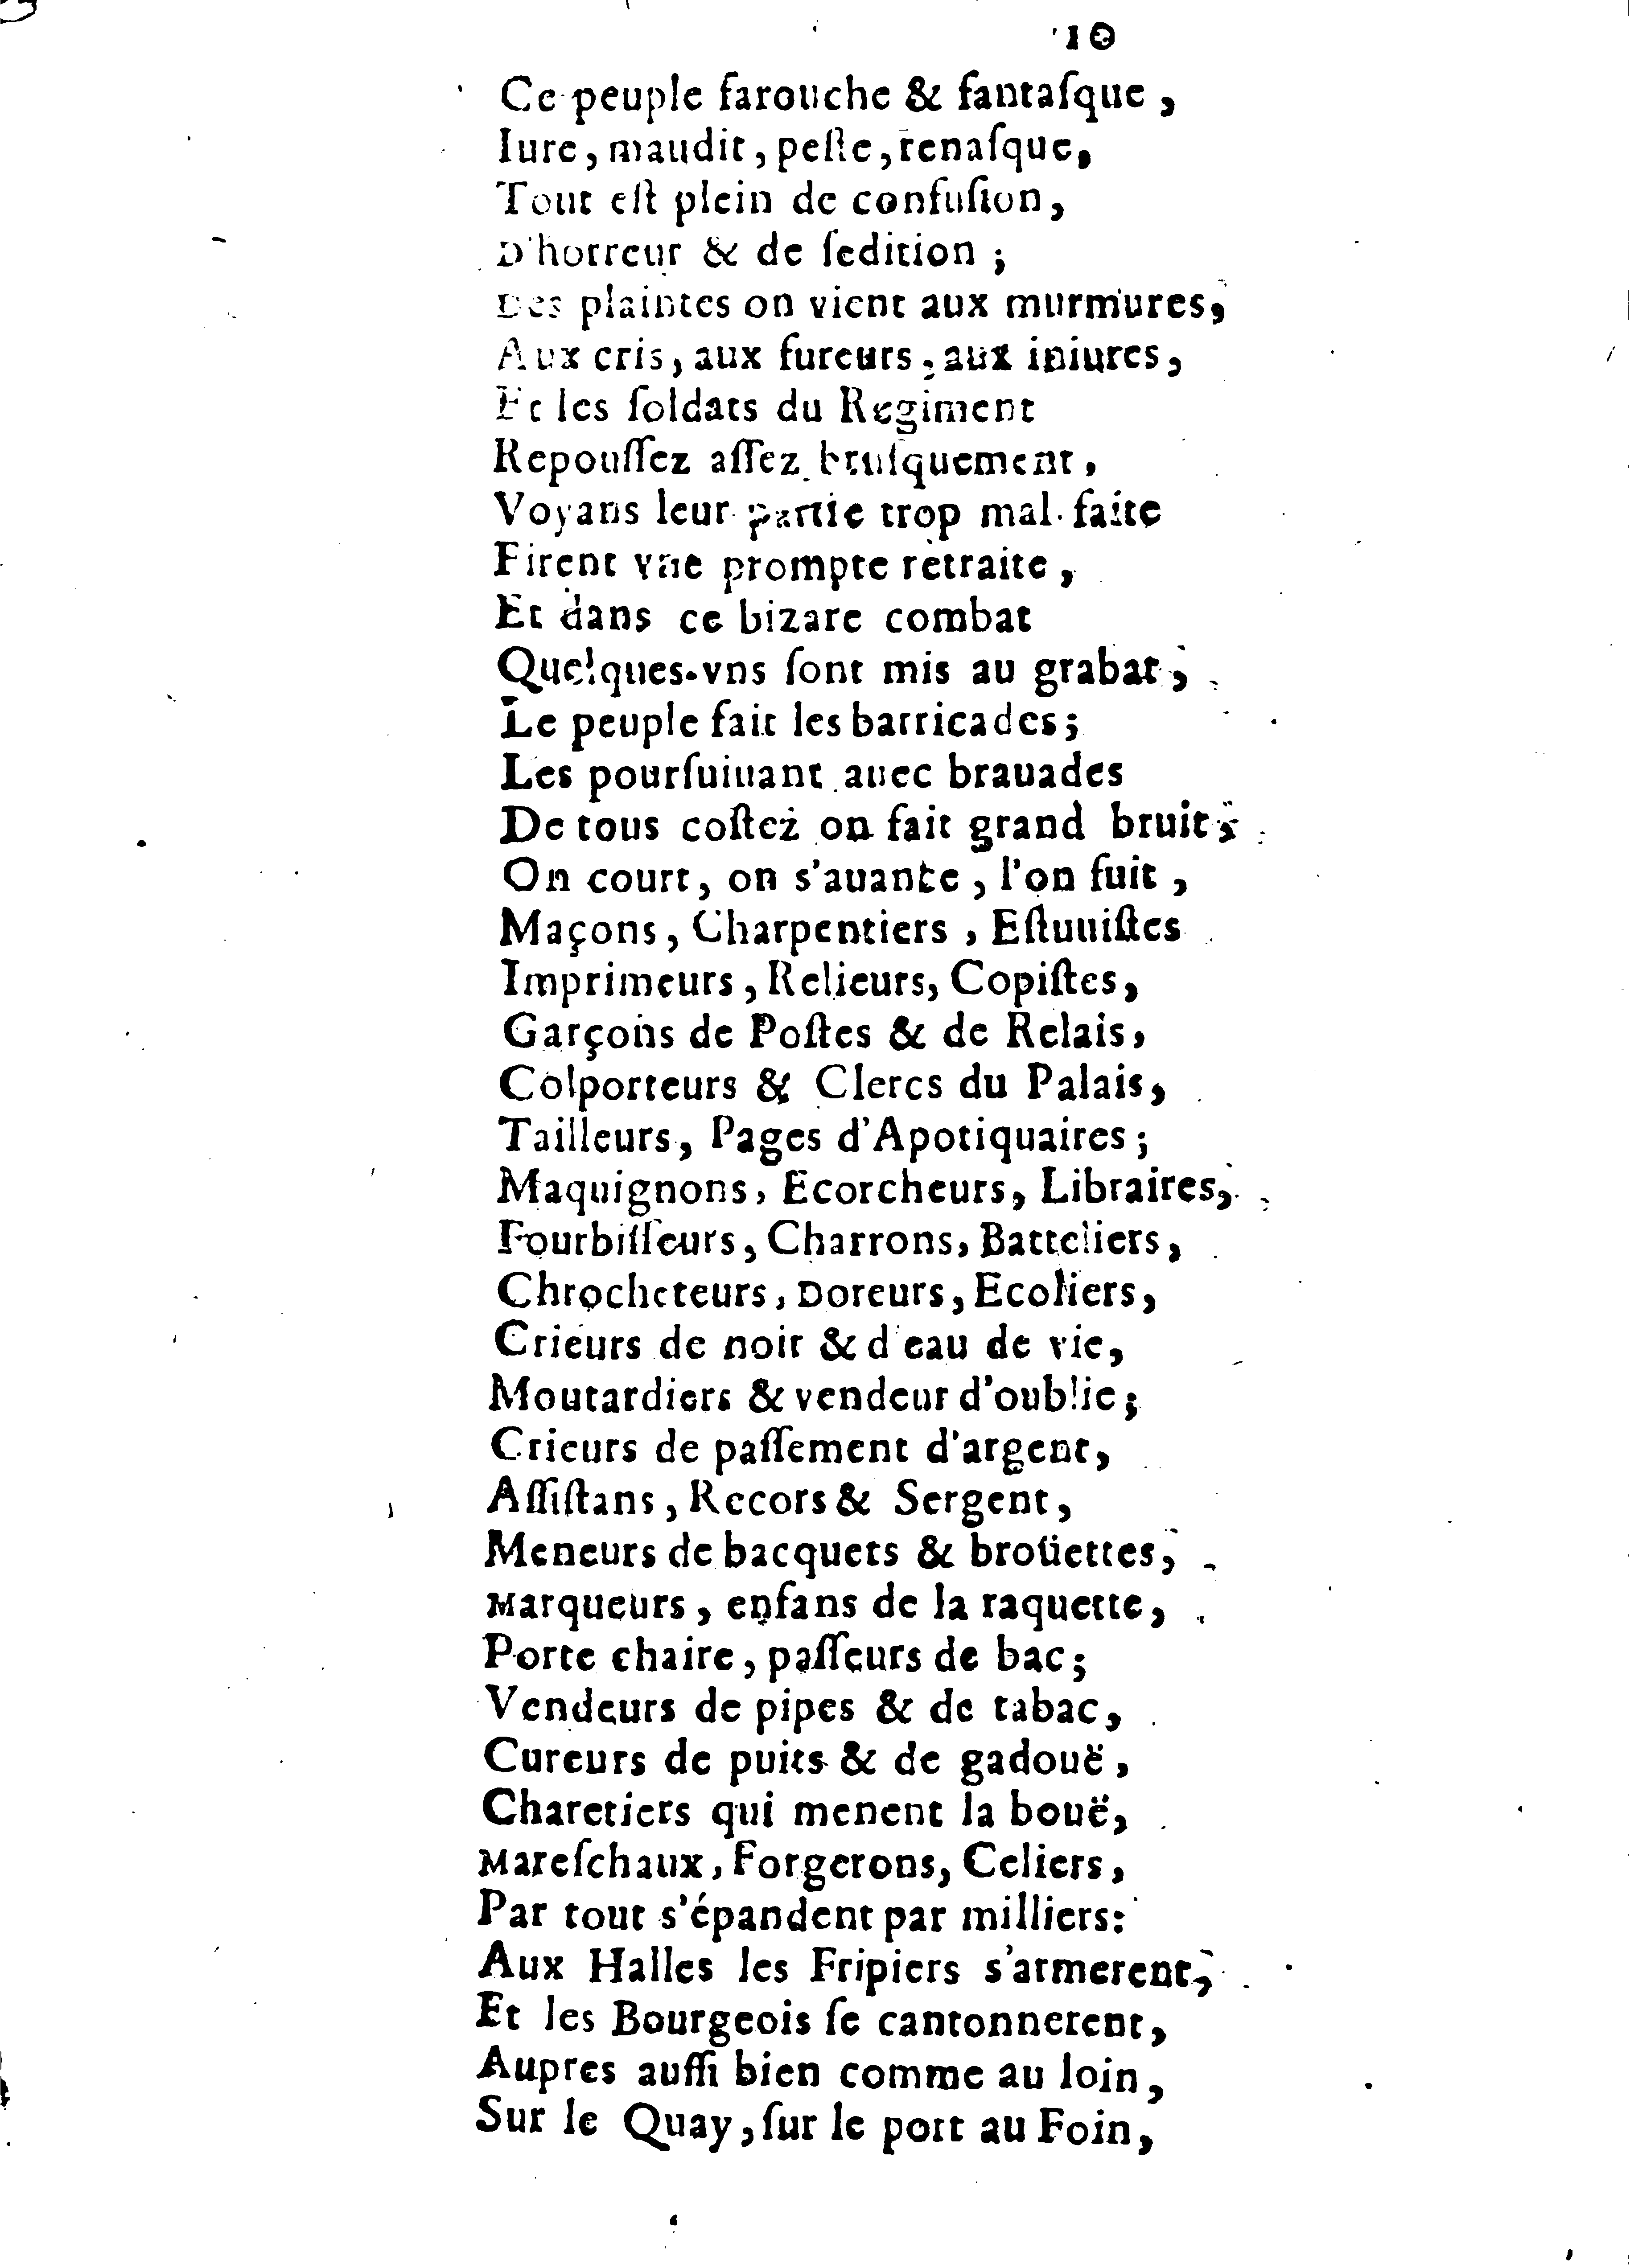 10
Ce peuple farouche & fantaſque,
Iure, maudit, peſte, renaſque,
Tout eſt plein de confuſion,
D'horreur & de ſedition ;
Des plaintes on vient aux murmures,
Aux cris, aux fureurs, aux iniures,
Et les ſoldats du Regiment
Repouſſez aſſez bruſquement,
Voyans leur partie trop mal faite
Firent vne prompte retraite,
Et dans ce bizare combat
Quelques-vns ſont mis au grabat ;
Le peuple fait les barricades ;
Les pourſuiuant auec brauades
De tous coſtez on fait grand bruit ;
On court, on s'auance, l'on fuit,
Maçons, Charpentiers, Eſtuuiſtes
Imprimeurs, Relieurs, Copiſtes,
Garçons de Poſtes & de Relais,
Colporteurs & Clercs du Palais,
Tailleurs, Pages d'Apotiquaires ;
Maquignons, Ecorcheurs, Libraires,
Fourbiſſeurs, Charrons, Batteliers,
Chrocheteurs, Doreurs, Ecoliers,
Crieurs de noir & d'eau de vie,
Moutardiers & vendeur d'oublie ;
Crieurs de paſſement d'argent,
Aſſiſtans, Recors & Sergent,
Meneurs de bacquets & broüettes,
Marqueurs, enfans de la raquette,
Porte chaire, paſſeurs de bac ;
Vendeurs de pipes & de tabac,
Cureurs de puits & de gadouë,
Charetiers qui menent la bouë,
Mareſchaux, Forgerons, Celiers,
Par tout s'épandent par milliers :
Aux Halles les Fripiers s'armerent,
Et les Bourgeois ſe cantonnerent,
Aupres auſſi bien comme au loin,
Sur le Quay, ſur le port au Foin,